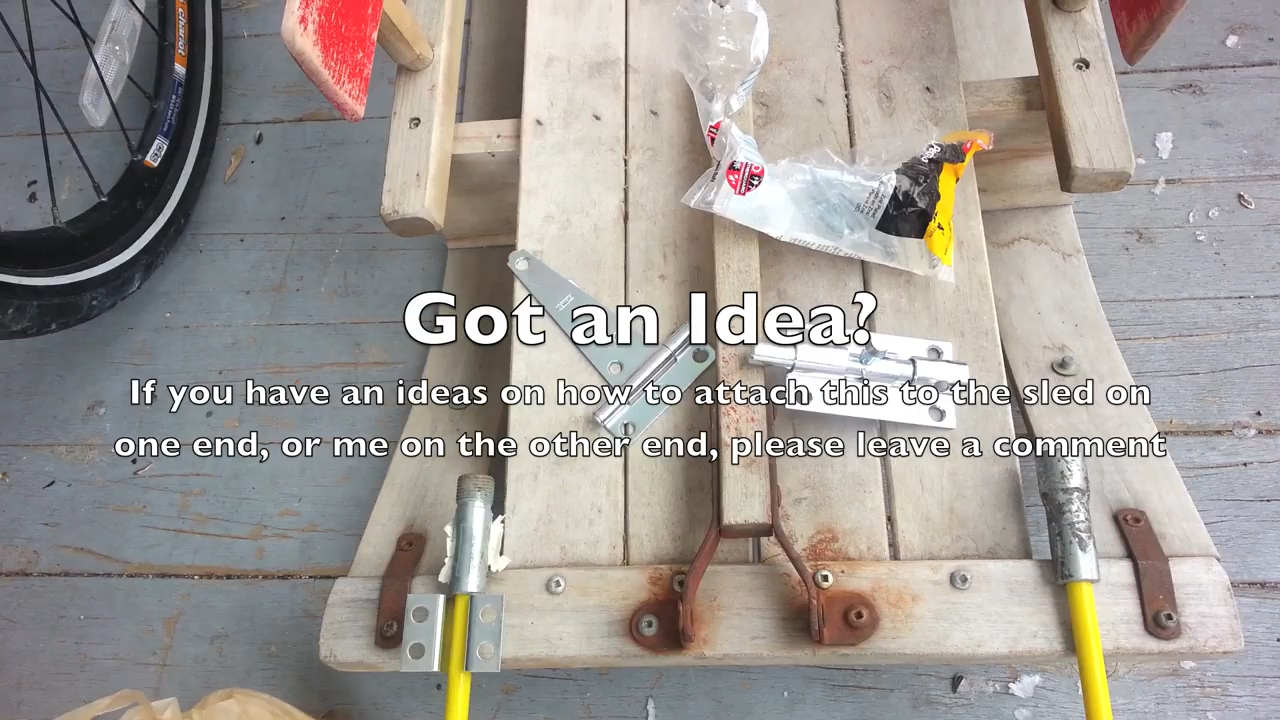 chariot
Got an Idea?
If you have an ideas on how to attach this to the sled on
one end, or me on the other end, please leave a comment